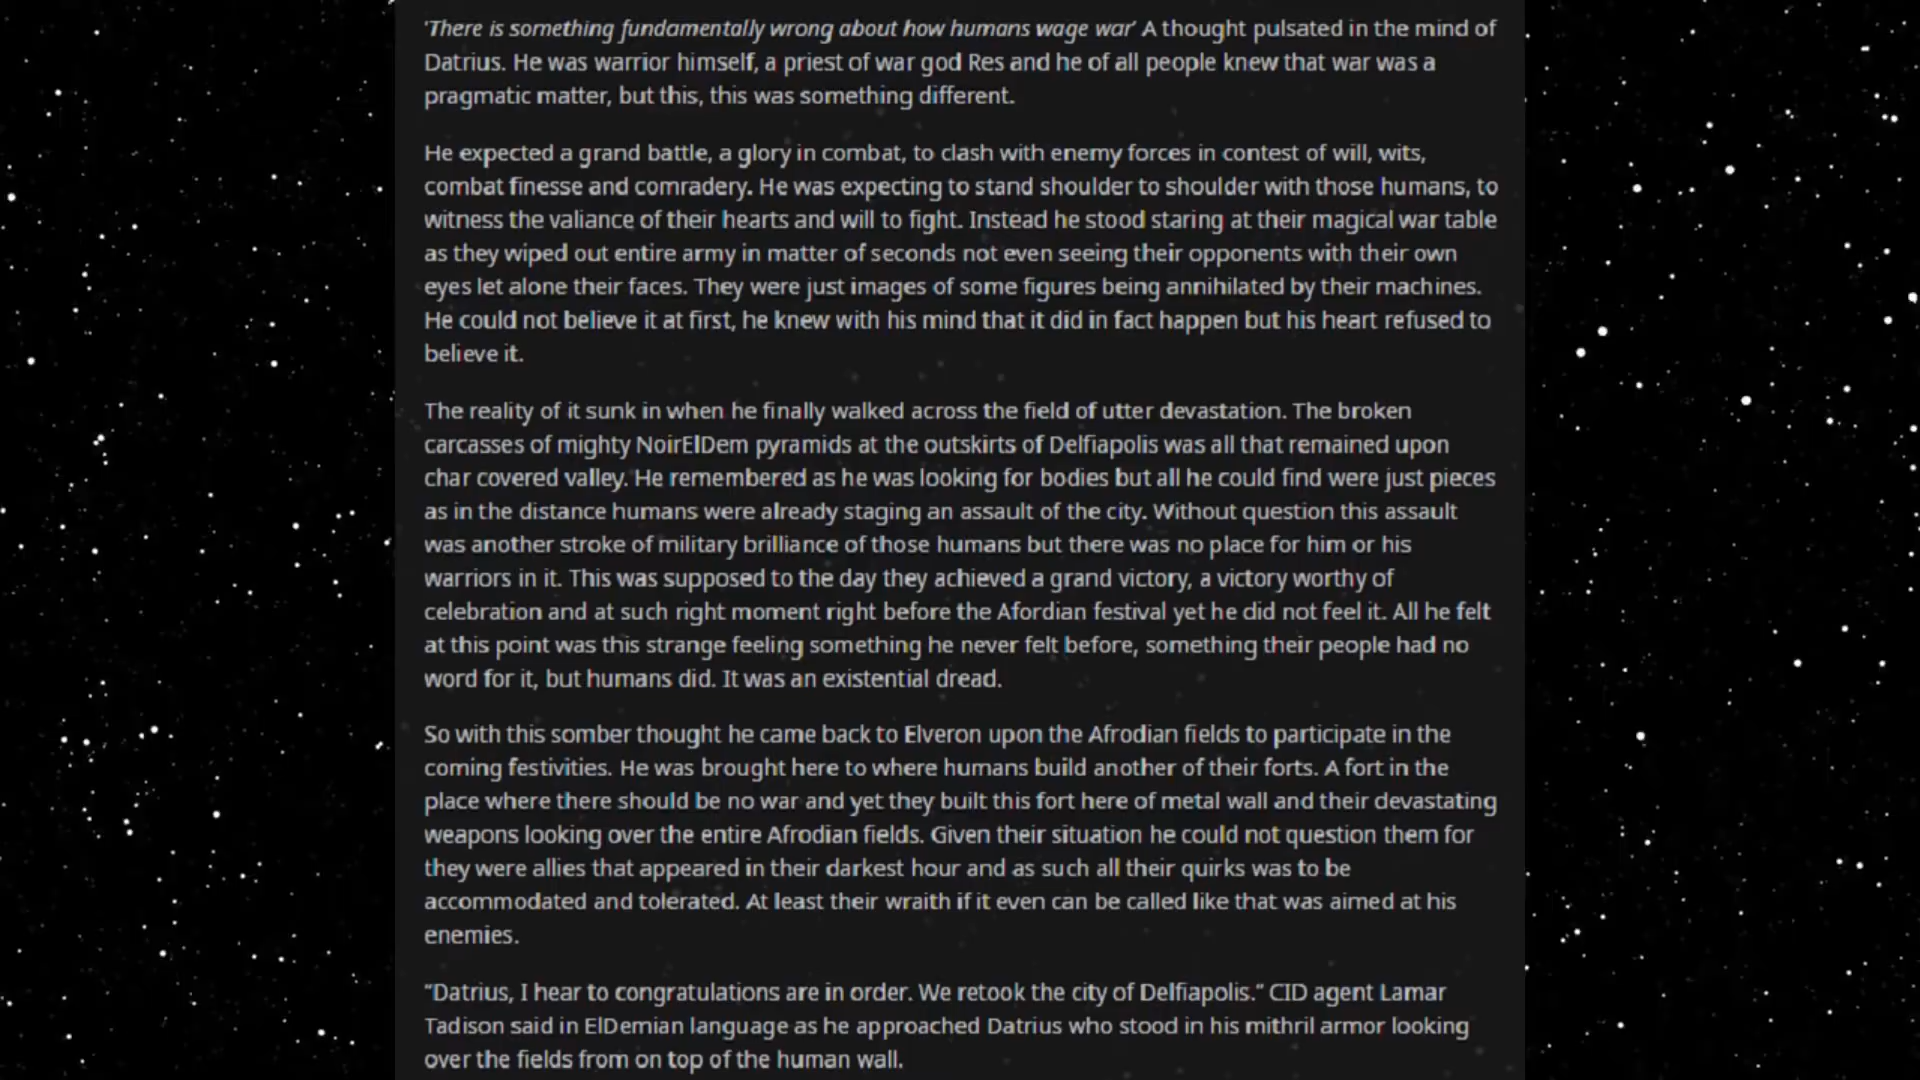 'There is something fundamentally wrong about how humans wage war' A thought pulsated in the mind of
Datrius. He was warrior himself, a priest of war god Res and he of all people knew that war was a
pragmatic matter, but this, this was something different.
He expected a grand battle, a glory in combat, to clash with enemy forces in contest of will, wits,
combat finesse and comradery. He was expecting to stand shoulder to shoulder with those humans, to
witness the valiance of their hearts and will to fight. Instead he stood staring at their magical war table
as they wiped out entire army in matter of seconds not even seeing their opponents with their own
eyes let alone their faces. They were just images of some figures being annihilated by their machines.
He could not believe it at first, he knew with his mind that it did in fact happen but his heart refused to
believe it.
The reality of it sunk in when he finally walked across the field of utter devastation. The broken
carcasses of mighty NoirElDem pyramids at the outskirts of Delfiapolis was all that remained upon
char covered valley. He remembered as he was looking for bodies but all he could find were just pieces
as in the distance humans were already staging an assault of the city. Without question this assault
was another stroke of military brilliance of those humans but there was no place for him or his
warriors in it. This was supposed to the day they achieved a grand victory, a victory worthy of
celebration and at such right moment right before the Afordian festival yet he did not feel it. All he felt
at this point was this strange feeling something he never felt before, something their people had no
word for it, but humans did. It was an existential dread.
So with this somber thought he came back to Elveron upon the Afrodian fields to participate in the
coming festivities. He was brought here to where humans build another of their forts. A fort in the
place where there should be no war and yet they built this fort here of metal wall and their devastating
weapons looking over the entire Afrodian fields. Given their situation he could not question them for
they were allies that appeared in their darkest hour and as such all their quirks was to be
accommodated and tolerated. At least their wraith if it even can be called like that was aimed at his
enemies.
“Datrius, I hear to congratulations are in order. We retook the city of Delfiapolis.” CID agent Lamar
Tadison said in ElDemian language as he approached Datrius who stood in his mithril armor looking
over the fields from on top of the human wall.